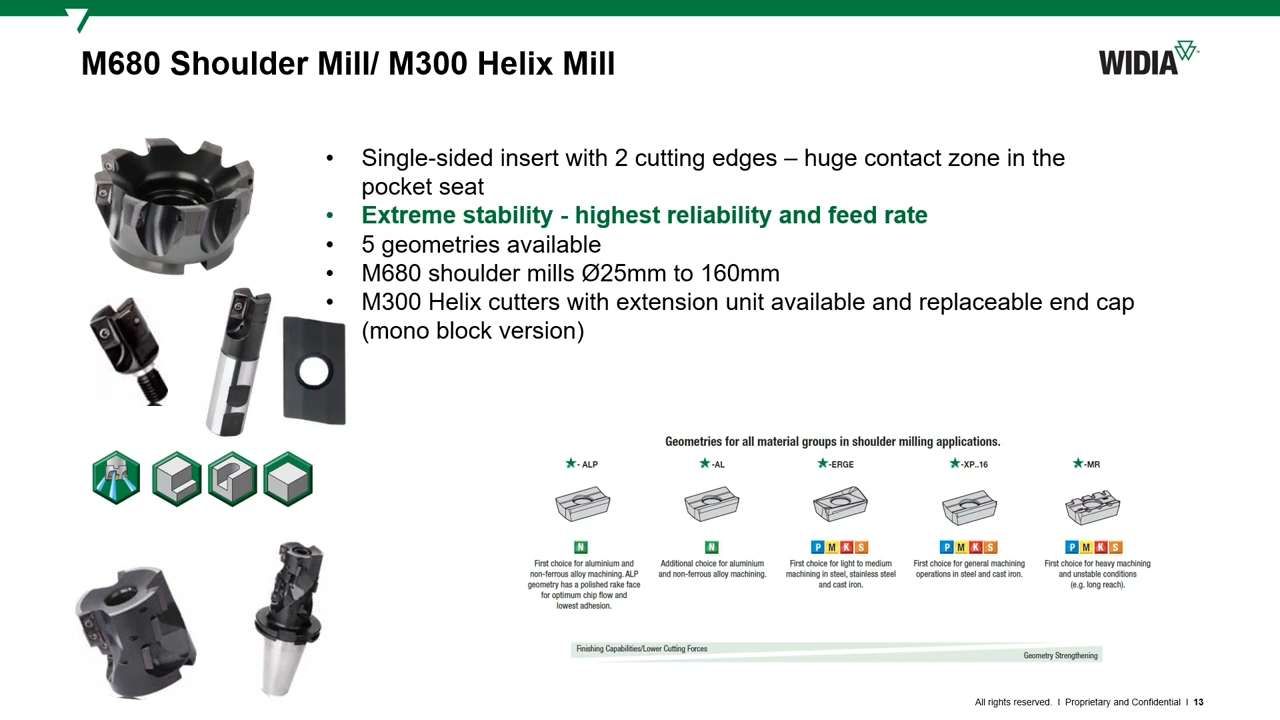 M680 Shoulder Mill/ M300 Helix Mill
WIDIA
• Single-sided insert with 2 cutting edges – huge contact zone in the
pocket seat
• Extreme stability - highest reliability and feed rate
• 5 geometries available
• M680 shoulder mills Ø25mm to 160mm
• M300 Helix cutters with extension unit available and replaceable end cap
(mono block version)
Geometries for all material groups in shoulder milling applications.
★- ALP
N
First choice for aluminium and
non-ferrous alloy machining. ALP
geometry has a polished rake face
for optimum chip flow and
lowest adhesion.
★-AL
N
Additional choice for aluminium
and non-ferrous alloy machining.
★-ERGE
P M K S
First choice for light to medium
machining in steel, stainless steel
and cast iron.
★-XP..16
P M K S
First choice for general machining
operations in steel and cast iron.
★-MR
P M K S
First choice for heavy machining
and unstable conditions
(e.g. long reach).
Finishing Capabilities/Lower Cutting Forces
Geometry Strengthening
All rights reserved. I Proprietary and Confidential I 13